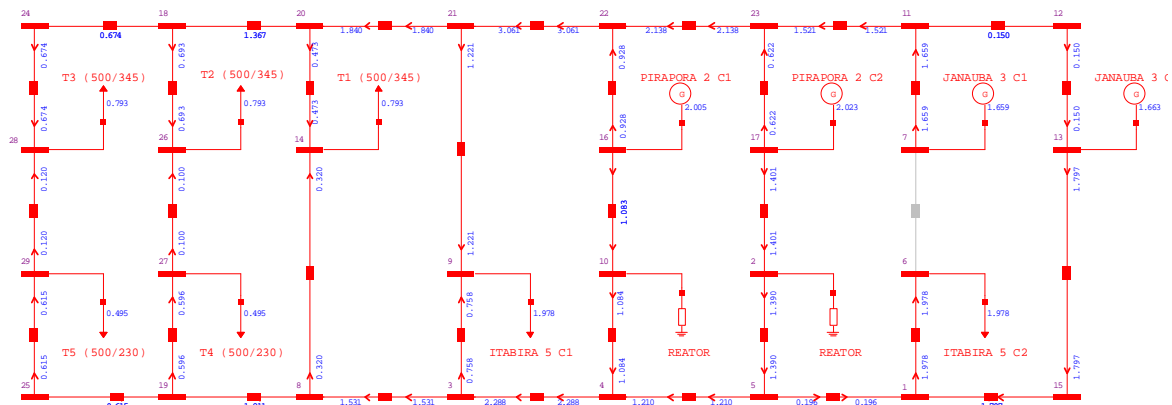 24 18 20 21 22 23 11 12
0.674 1.367 1.840 1.840 3.061 3.061 2.138 2.138 1.521 1.521 0.150
0.674 0.693 0.473 1.221 0.928 0.622 1.659 0.150
T3 (500/345) T2 (500/345) T1 (500/345) PIRAPORA 2 C1 PIRAPORA 2 C2 JANAUBA 3 C1 JANAUBA 3 C
G G G G
0.793 0.793 0.793 2.005 2.023 1.659 1.663
0.674 0.693 0.473 0.928 0.622 1.659 0.150
28 26 14 16 17 7 13
0.120 0.100 0.320 1.401 1.797
1.083
0.120 0.100 1.221 1.083 1.401
29 27 9 10 2 6
0.615 0.596 0.758 1.084 1.390 1.978
0.495 0.495 1.978 1.978
T5 (500/230) T4 (500/230) ITABIRA 5 C1 REATOR REATOR ITABIRA 5 C2
0.615 0.596 0.320 0.758 1.084 1.390 1.978 1.797
25 19 8 3 4 5 1 15
0.615 1.011 1.531 1.531 2.288 2.288 1.210 1.210 0.196 0.196